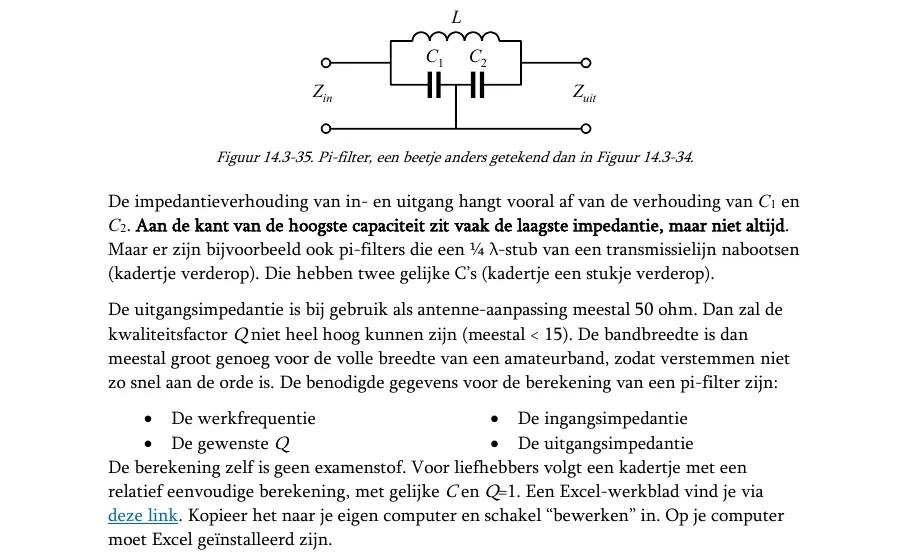 L
C1 C2
Zin Zuit
Figuur 14.3-35. Pi-filter, een beetje anders getekend dan in Figuur 14.3-34.
De impedantieverhouding van in- en uitgang hangt vooral af van de verhouding van C1 en
C2. Aan de kant van de hoogste capaciteit zit vaak de laagste impedantie, maar niet altijd.
Maar er zijn bijvoorbeeld ook pi-filters die een ¼ λ-stub van een transmissielijn nabootsen
(kadertje verderop). Die hebben twee gelijke C’s (kadertje een stukje verderop).
De uitgangsimpedantie is bij gebruik als antenne-aanpassing meestal 50 ohm. Dan zal de
kwaliteitsfactor Q niet heel hoog kunnen zijn (meestal < 15). De bandbreedte is dan
meestal groot genoeg voor de volle breedte van een amateurband, zodat verstemmen niet
zo snel aan de orde is. De benodigde gegevens voor de berekening van een pi-filter zijn:
• De werkfrequentie
• De gewenste Q
• De ingangsimpedantie
• De uitgangsimpedantie
De berekening zelf is geen examenstof. Voor liefhebbers volgt een kadertje met een
relatief eenvoudige berekening, met gelijke C en Q=1. Een Excel-werkblad vind je via
deze link. Kopieer het naar je eigen computer en schakel “bewerken” in. Op je computer
moet Excel geïnstalleerd zijn.